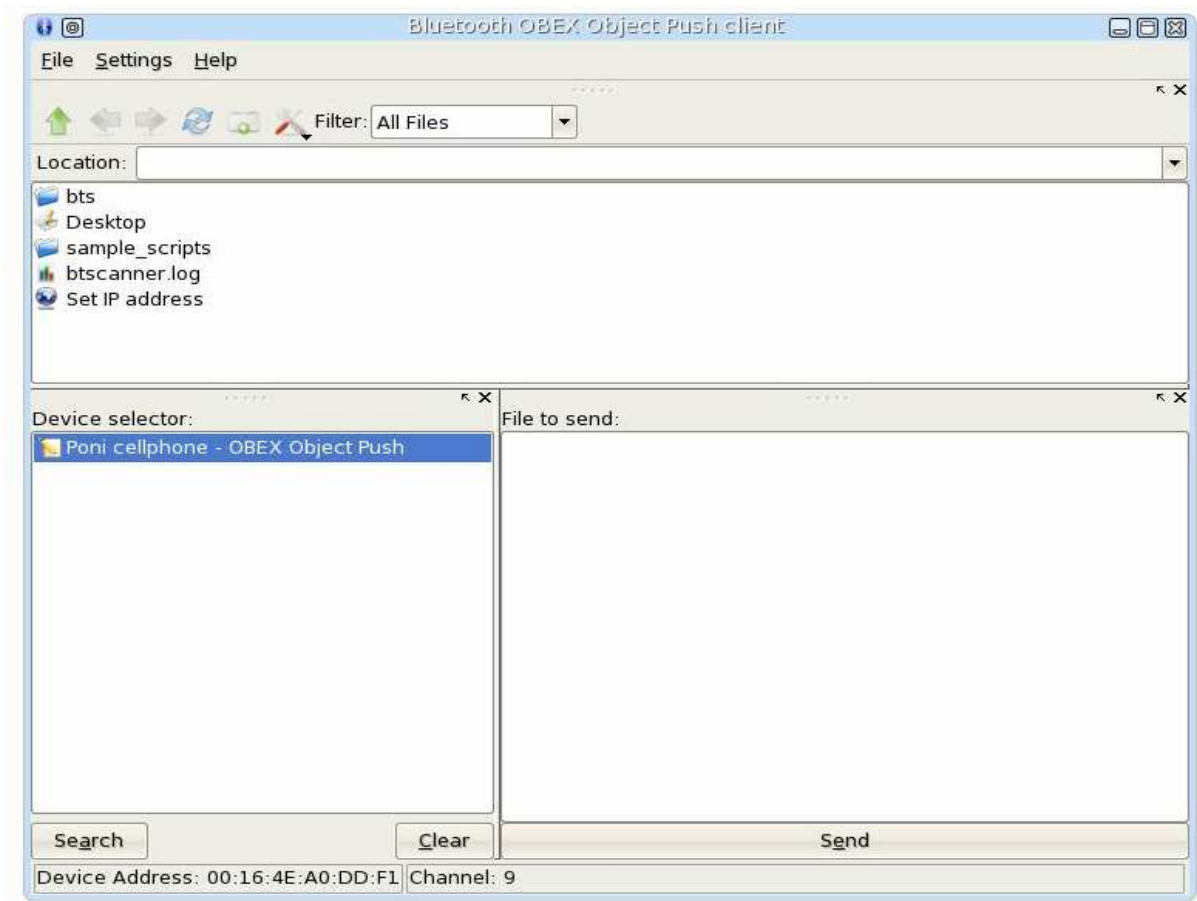 Bluetooth OBEX Object Push client
File Settings Help
Filter: All Files
Location:
bts
Desktop
sample_scripts
btscanner.log
Set IP address
Device selector:
Poni cellphone - OBEX Object Push
File to send:
Search
Clear
Send
Device Address: 00:16:4E:A0:DD:F1 Channel: 9